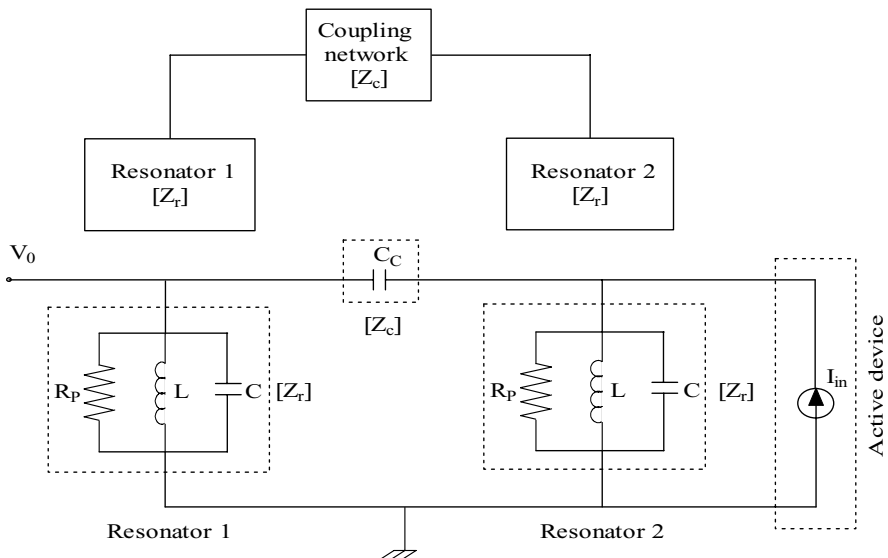 Coupling
network
[Zc]
Resonator 1
[Zr]
Resonator 2
[Zr]
V0
CC
[Zc]
RP
L
C
[Zr]
RP
L
C
[Zr]
Iin
Active device
Resonator 1
Resonator 2